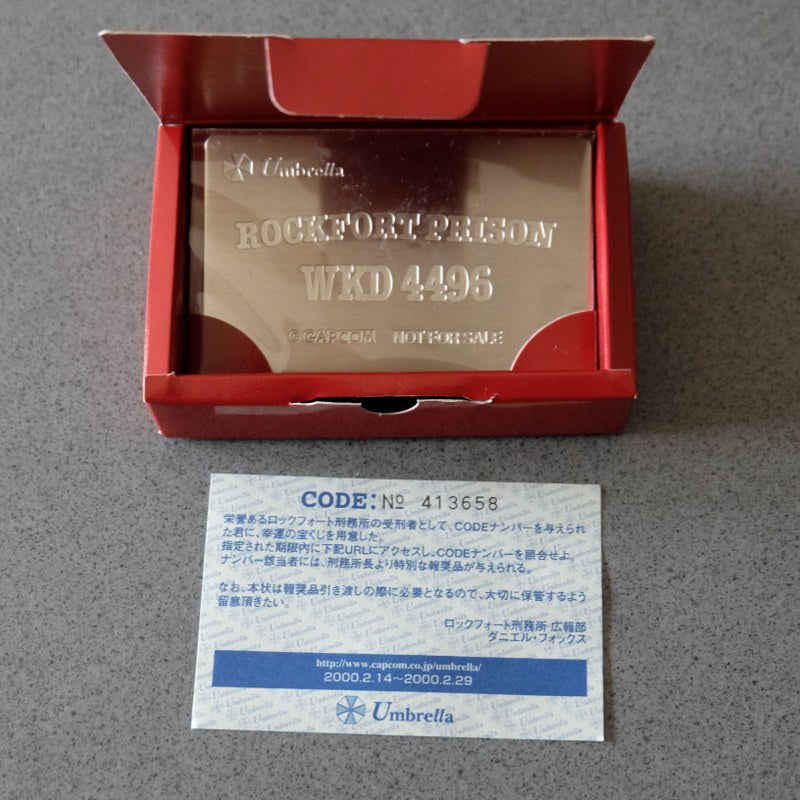 Umbrella
ROCKFORT PRISON
WKD 4496
©CAPCOM NOT FOR SALE
CODE: № 413658
栄誉あるロックフォート刑務所の受刑者として、CODEナンバーを与えられ
た君に、幸運の宝くじを用意した。
指定された期限内に下記URLにアクセスし、CODEナンバーを照合せよ。
ナンバー該当者には、刑務所長より特別な報奨品が与えられる。
なお、本状は報奨品引き渡しの際に必要となるので、大切に保管するよう
留意頂きたい。
ロックフォート刑務所 広報部
ダニエル・フォックス
http://www.capcom.co.jp/umbrella/
2000.2.14~2000.2.29
Umbrella